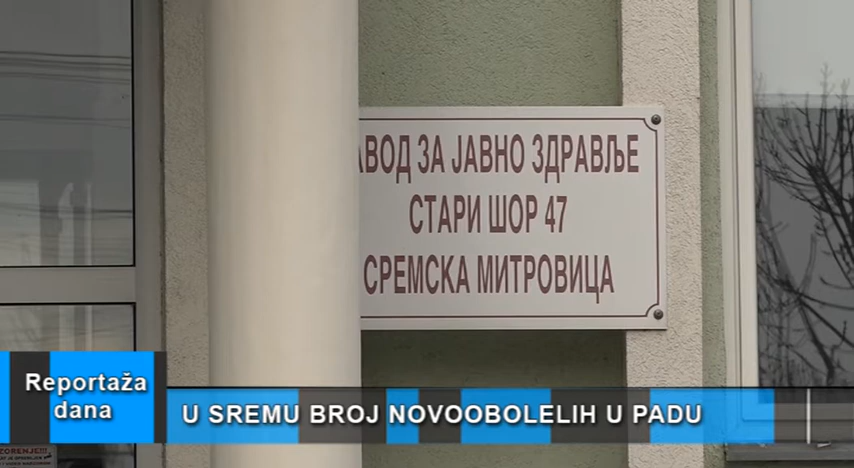 АВОД ЗА ЈАВНО ЗДРАВЉЕ
СТАРИ ШОР 47
СРЕМСКА МИТРОВИЦА
Reportaža
dana
U SREMU BROJ NOVOOBOLELIH U PADU